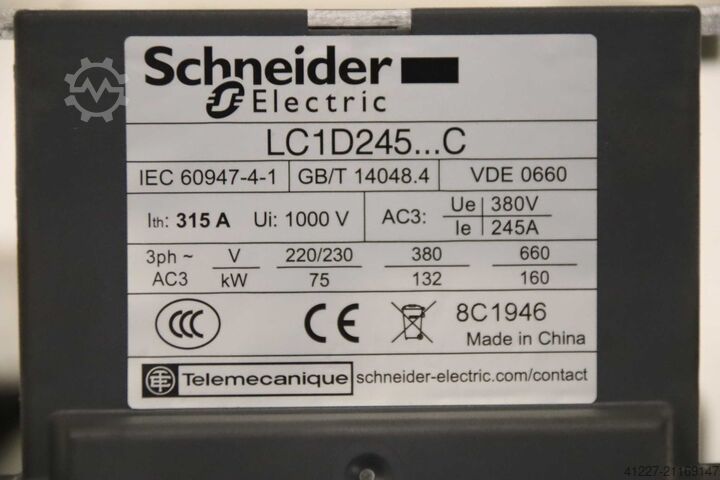 Schneider
Electric
LC1D245...C
IEC 60947-4-1 GB/T 14048.4 VDE 0660
Ith: 315 A Ui: 1000 V AC3: Ue 380V
Ie 245A
3ph ~ V 220/230 380 660
AC3 kW 75 132 160
CCC CE 8C1946
Made in China
TE Telemecanique schneider-electric.com/contact
41227-21169147